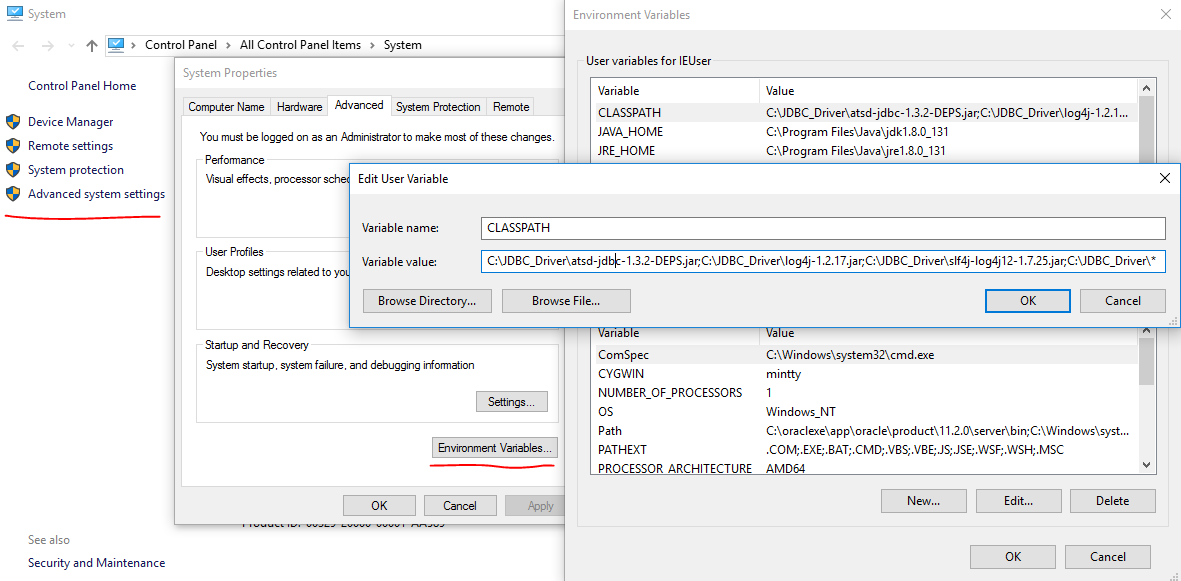 System
Control Panel > All Control Panel Items > System
Control Panel Home
Device Manager
Remote settings
System protection
Advanced system settings
See also
Security and Maintenance
System Properties
Computer Name Hardware Advanced System Protection Remote
You must be logged on as an Administrator to make most of these changes.
Performance
Visual effects, processor sched
User Profiles
Desktop settings related to you
Startup and Recovery
System startup, system failure, and debugging information
Settings...
Environment Variables...
OK Cancel Apply
Environment Variables
User variables for IEUser
Variable Value
CLASSPATH C:\JDBC_Driver\atsd-jdbc-1.3.2-DEPS.jar;C:\JDBC_Driver\log4j-1.2.1...
JAVA_HOME C:\Program Files\Java\jdk1.8.0_131
JRE_HOME C:\Program Files\Java\jre1.8.0_131
Edit User Variable
Variable name: CLASSPATH
Variable value: C:\JDBC_Driver\atsd-jdbc-1.3.2-DEPS.jar;C:\JDBC_Driver\log4j-1.2.17.jar;C:\JDBC_Driver\slf4j-log4j12-1.7.25.jar;C:\JDBC_Driver\*
Browse Directory... Browse File... OK Cancel
Variable Value
ComSpec C:\Windows\system32\cmd.exe
CYGWIN mintty
NUMBER_OF_PROCESSORS 1
OS Windows_NT
Path C:\oraclexe\app\oracle\product\11.2.0\server\bin;C:\Windows\syst...
PATHEXT .COM;.EXE;.BAT;.CMD;.VBS;.VBE;.JS;.JSE;.WSF;.WSH;.MSC
PROCESSOR_ARCHITECTURE AMD64
New... Edit... Delete
OK Cancel